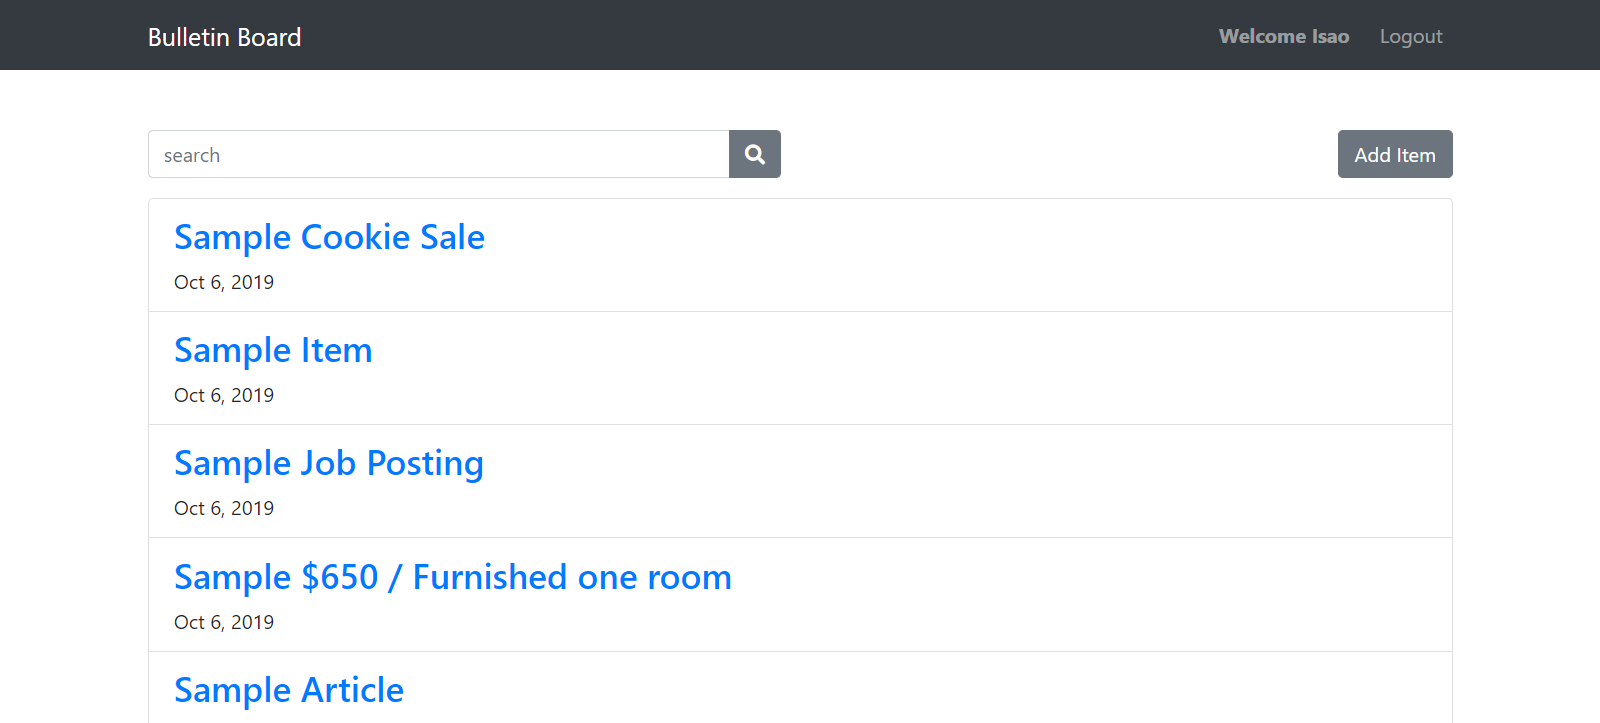 Bulletin Board
Welcome Isao
Logout
search
Add Item
Sample Cookie Sale
Oct 6, 2019
Sample Item
Oct 6, 2019
Sample Job Posting
Oct 6, 2019
Sample $650 / Furnished one room
Oct 6, 2019
Sample Article